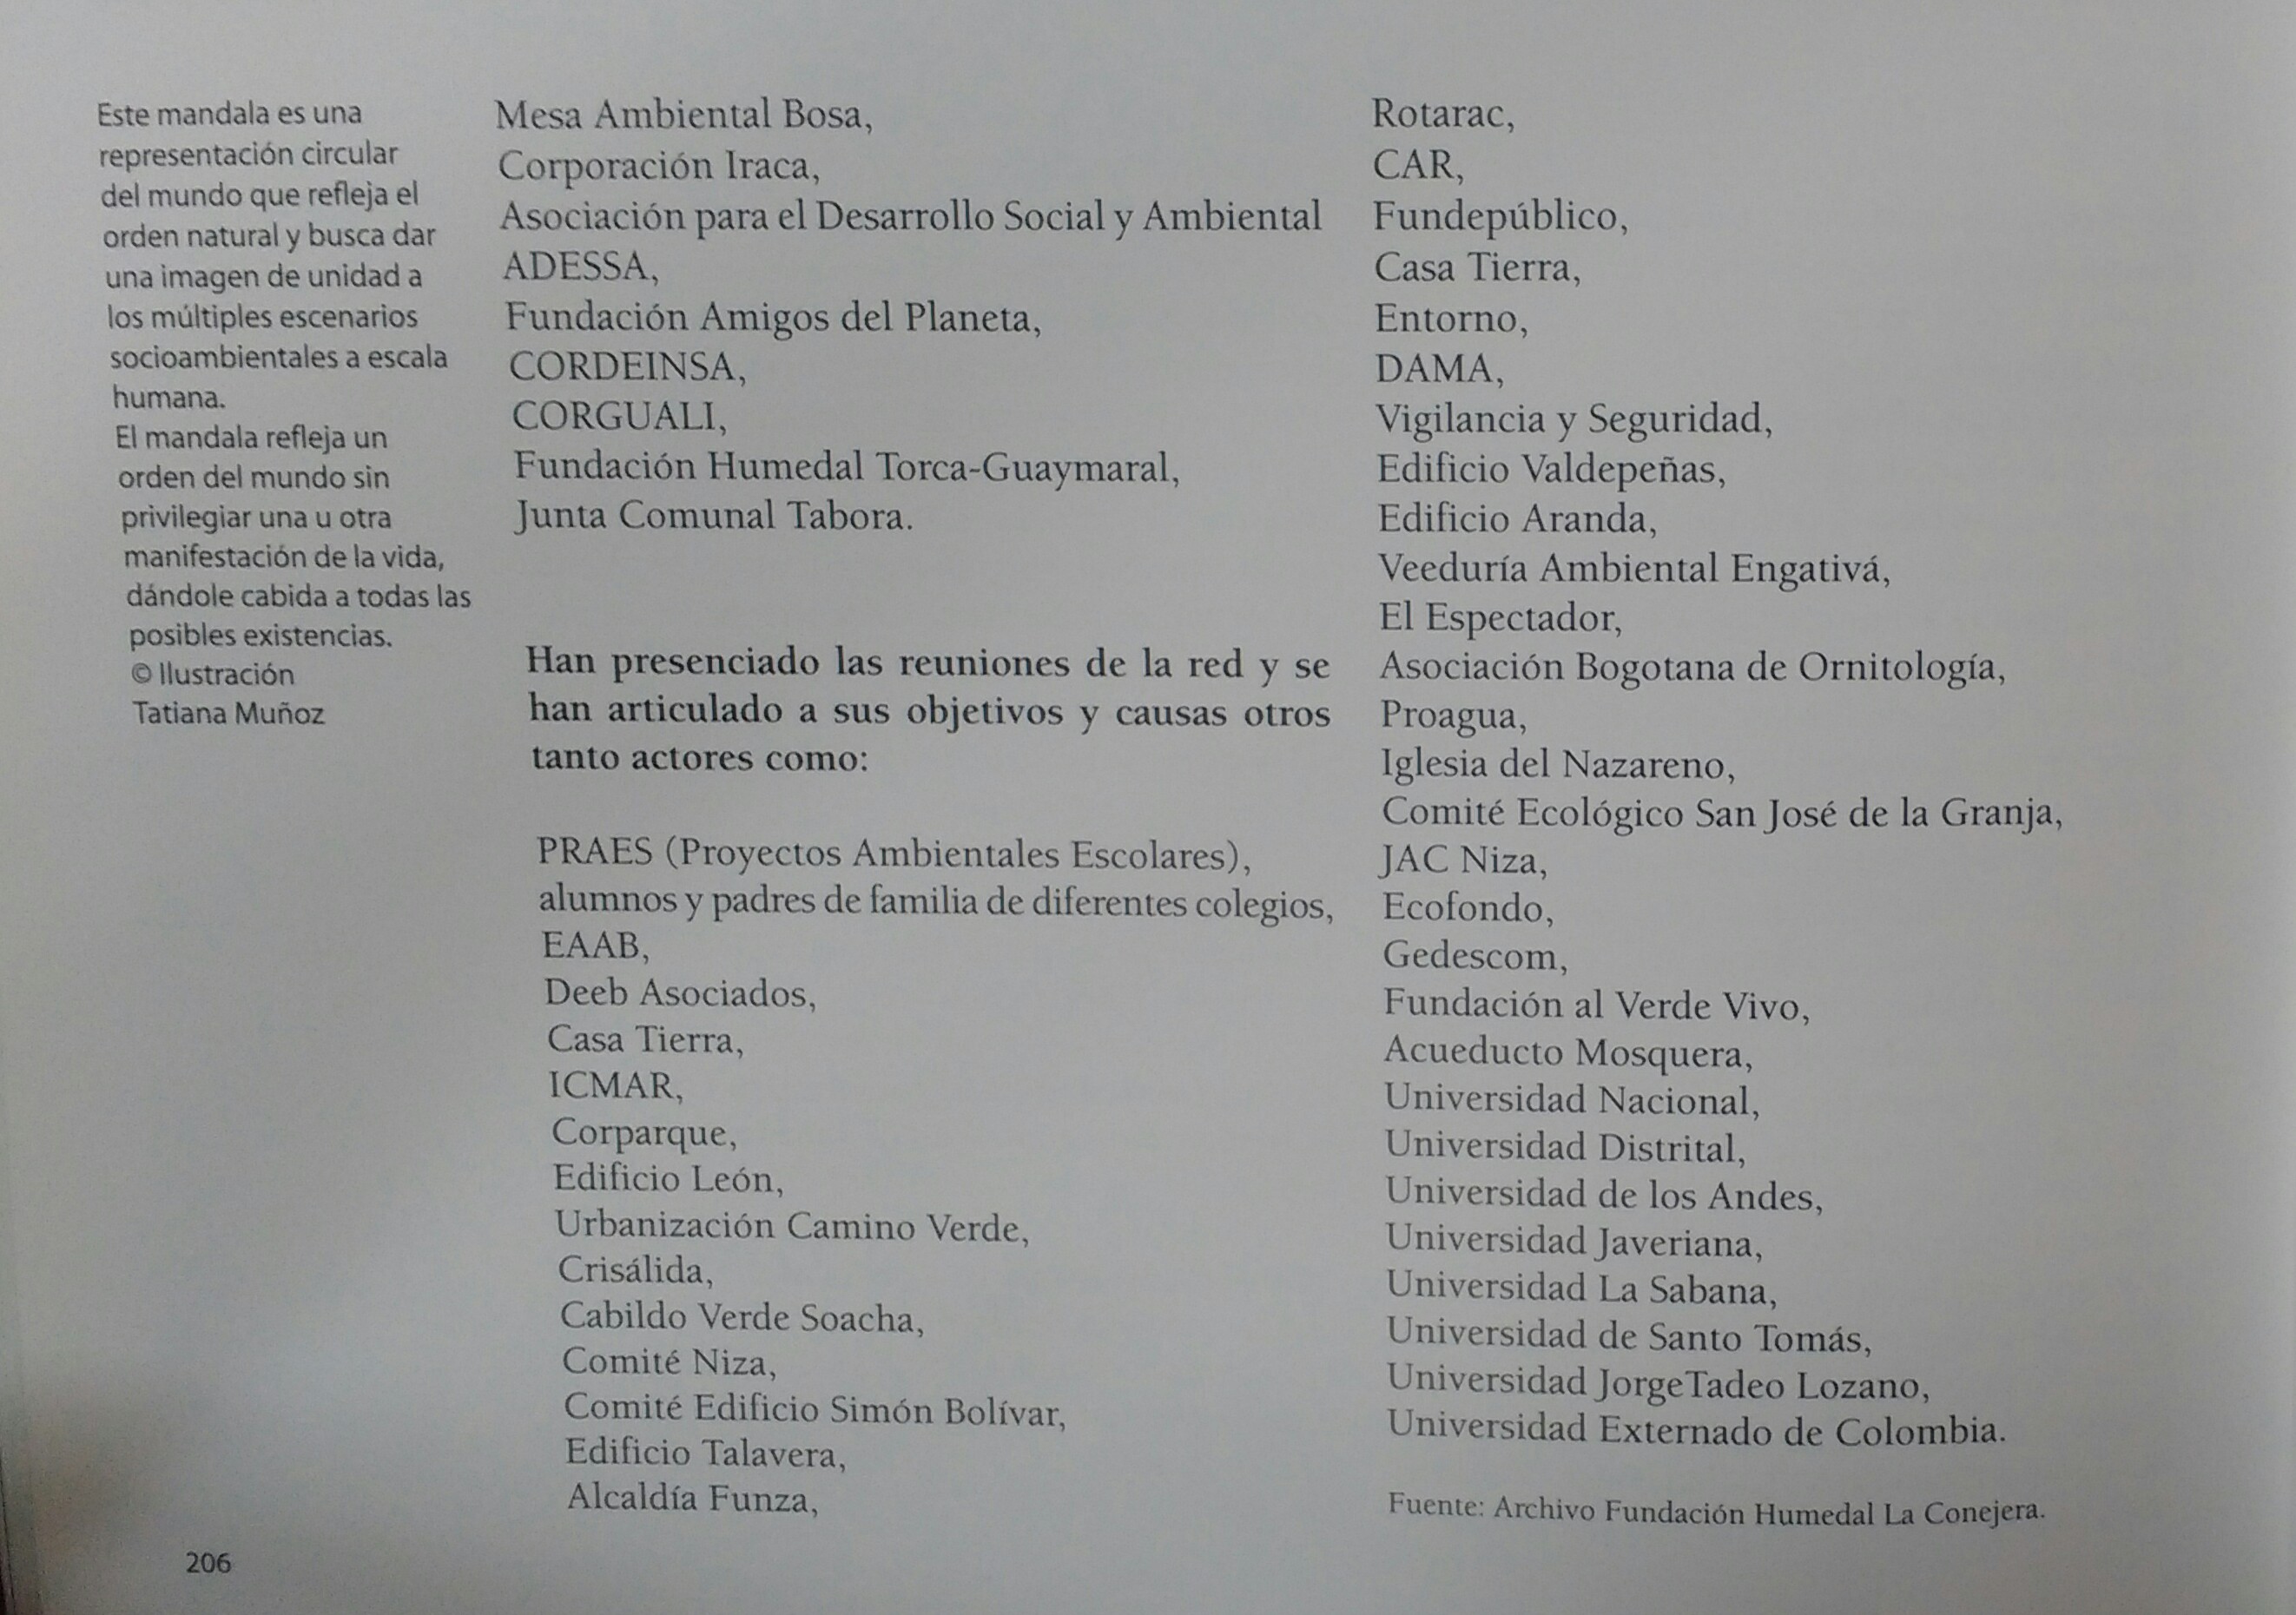 Este mandala es una
representación circular
del mundo que refleja el
orden natural y busca dar
una imagen de unidad a
los múltiples escenarios
socioambientales a escala
humana.
El mandala refleja un
orden del mundo sin
privilegiar una u otra
manifestación de la vida,
dándole cabida a todas las
posibles existencias.
© Ilustración
Tatiana Muñoz
Mesa Ambiental Bosa,
Corporación Iraca,
Asociación para el Desarrollo Social y Ambiental
ADESSA,
Fundación Amigos del Planeta,
CORDEINSA,
CORGUALI,
Fundación Humedal Torca-Guaymaral,
Junta Comunal Tabora.
Han presenciado las reuniones de la red y se
han articulado a sus objetivos y causas otros
tanto actores como:
PRAES (Proyectos Ambientales Escolares),
alumnos y padres de familia de diferentes colegios,
EAAB,
Deeb Asociados,
Casa Tierra,
ICMAR,
Corparque,
Edificio León,
Urbanización Camino Verde,
Crisálida,
Cabildo Verde Soacha,
Comité Niza,
Comité Edificio Simón Bolívar,
Edificio Talavera,
Alcaldía Funza,
Rotarac,
CAR,
Fundepúblico,
Casa Tierra,
Entorno,
DAMA,
Vigilancia y Seguridad,
Edificio Valdepeñas,
Edificio Aranda,
Veeduría Ambiental Engativá,
El Espectador,
Asociación Bogotana de Ornitología,
Proagua,
Iglesia del Nazareno,
Comité Ecológico San José de la Granja,
JAC Niza,
Ecofondo,
Gedescom,
Fundación al Verde Vivo,
Acueducto Mosquera,
Universidad Nacional,
Universidad Distrital,
Universidad de los Andes,
Universidad Javeriana,
Universidad La Sabana,
Universidad de Santo Tomás,
Universidad JorgeTadeo Lozano,
Universidad Externado de Colombia.
Fuente: Archivo Fundación Humedal La Conejera.
206